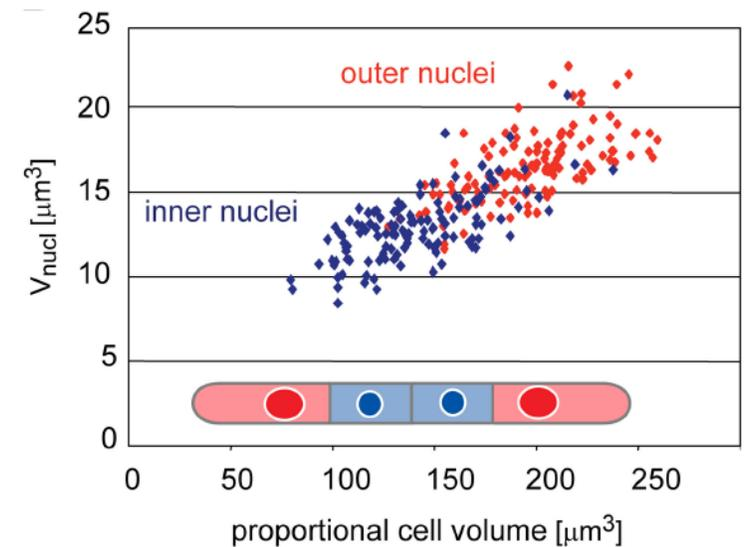 25
outer nuclei
20
15
inner nuclei
10
5
0
V_nucl [μm³]
0 50 100 150 200 250
proportional cell volume [μm³]